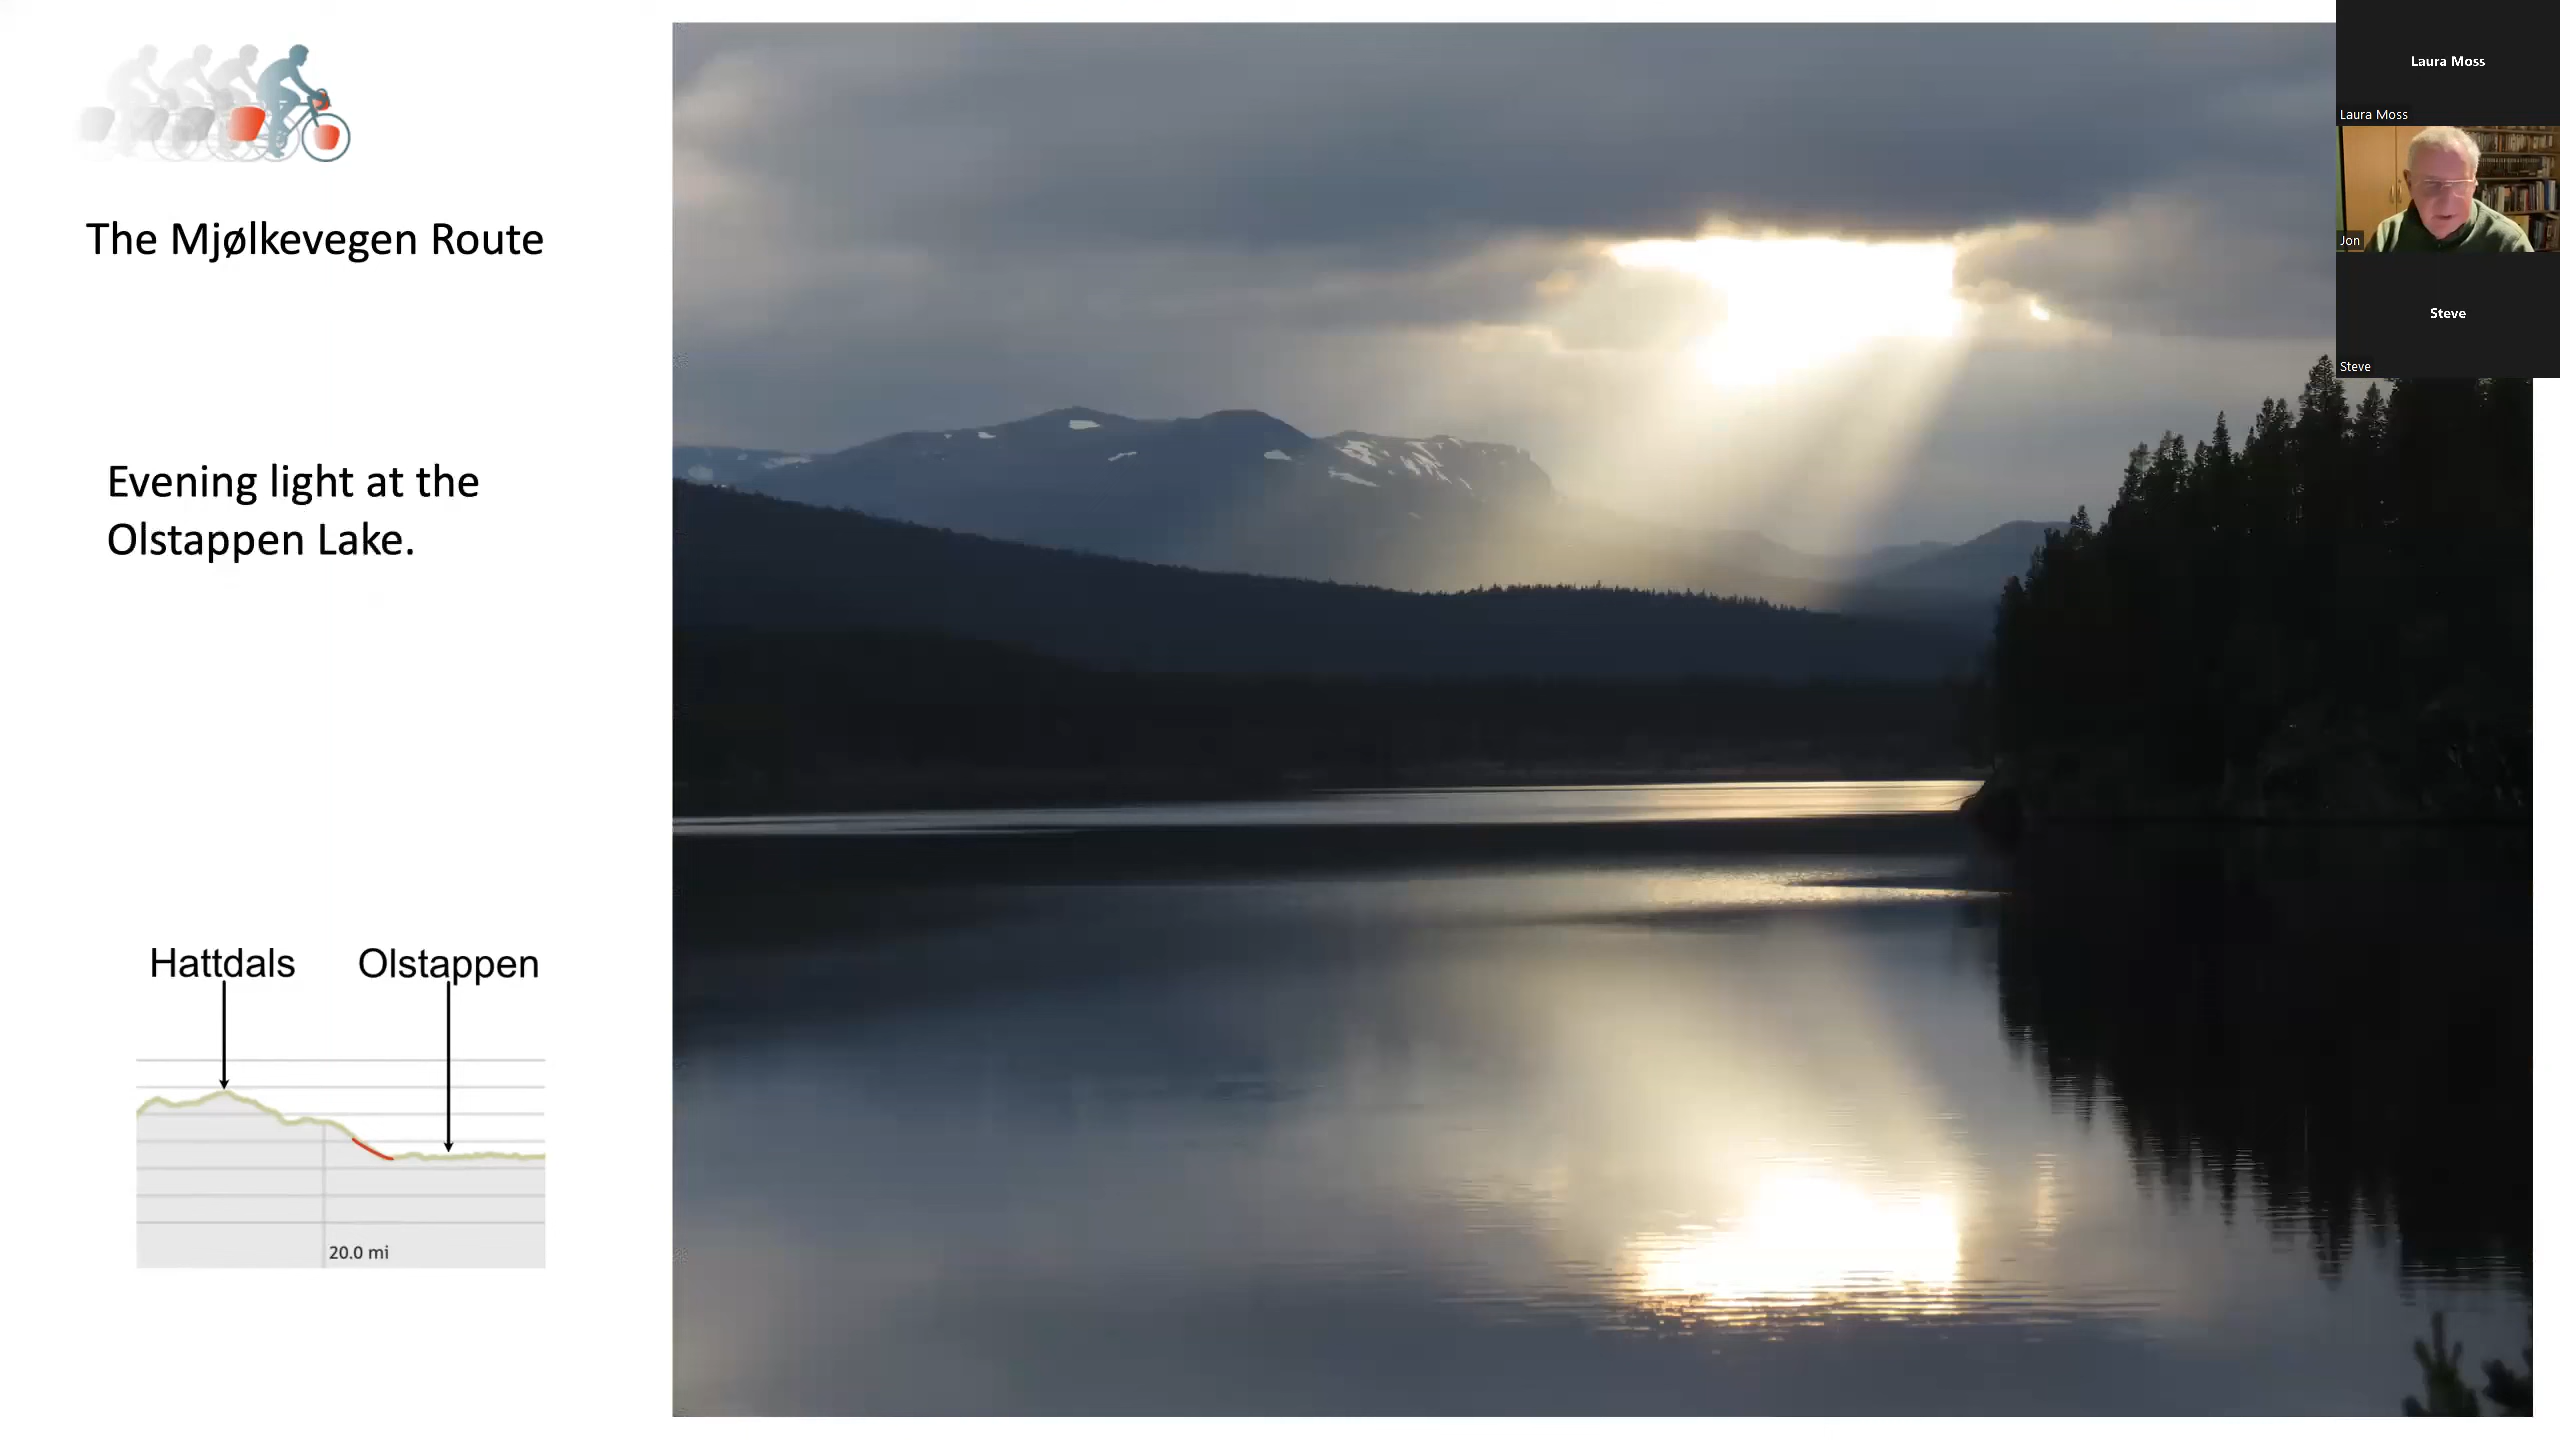 The Mjølkevegen Route
Evening light at the
Olstappen Lake.
Hattdals
Olstappen
20.0 mi
Laura Moss
Laura Moss
Jon
Steve
Steve